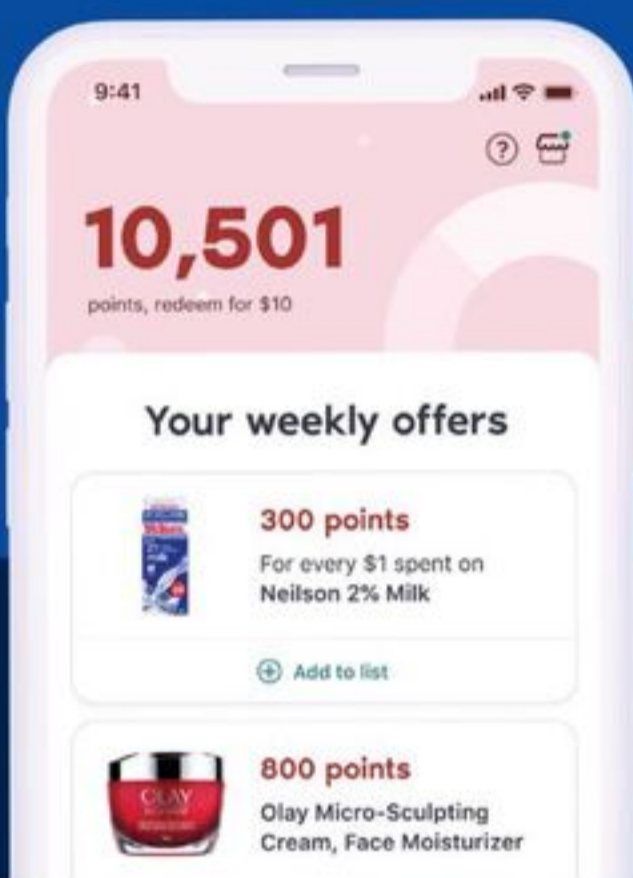 9:41
10,501
points, redeem for $10
Your weekly offers
300 points
For every $1 spent on
Neilson 2% Milk
Add to list
OLAY
800 points
Olay Micro-Sculpting
Cream, Face Moisturizer